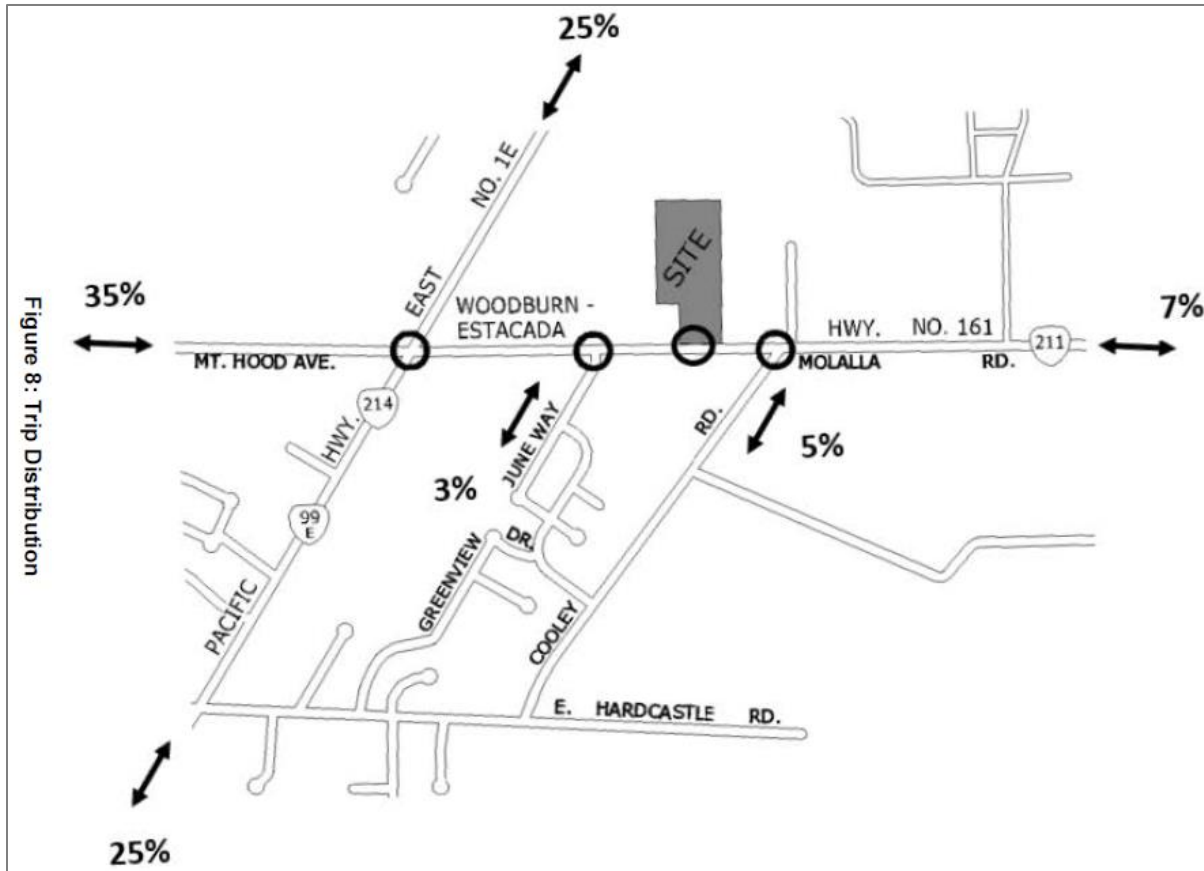 25%
NO. 1E
EAST
SITE
35%
WOODBURN -
ESTACADA
HWY. NO. 161
7%
MT. HOOD AVE.
MOLALLA RD.
211
214
HWY.
JUNE WAY
RD.
5%
3%
99
E
GREENVIEW
DR.
PACIFIC
COOLEY
E. HARDCASTLE RD.
25%
Figure 8: Trip Distribution